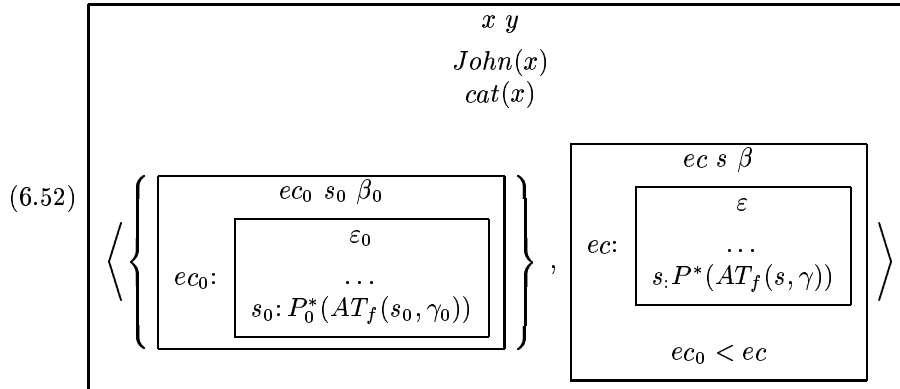 x y
John(x)
cat(x)
(6.52)
⟨ { ec₀ s₀ β₀
ec₀:
ε₀
...
s₀: P₀*(AT_f(s₀, γ₀))
} ,
ec s β
ec:
ε
...
s:P*(AT_f(s, γ))
ec₀ < ec
⟩